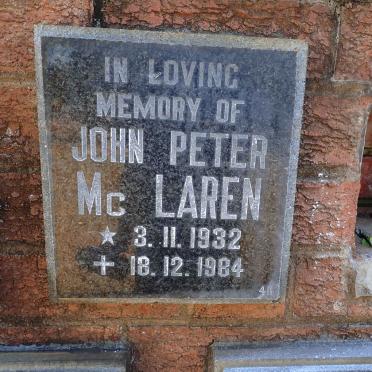 IN LOVING
MEMORY OF
JOHN PETER
Mc LAREN
★ 3.11.1932
+ 18.12.1984